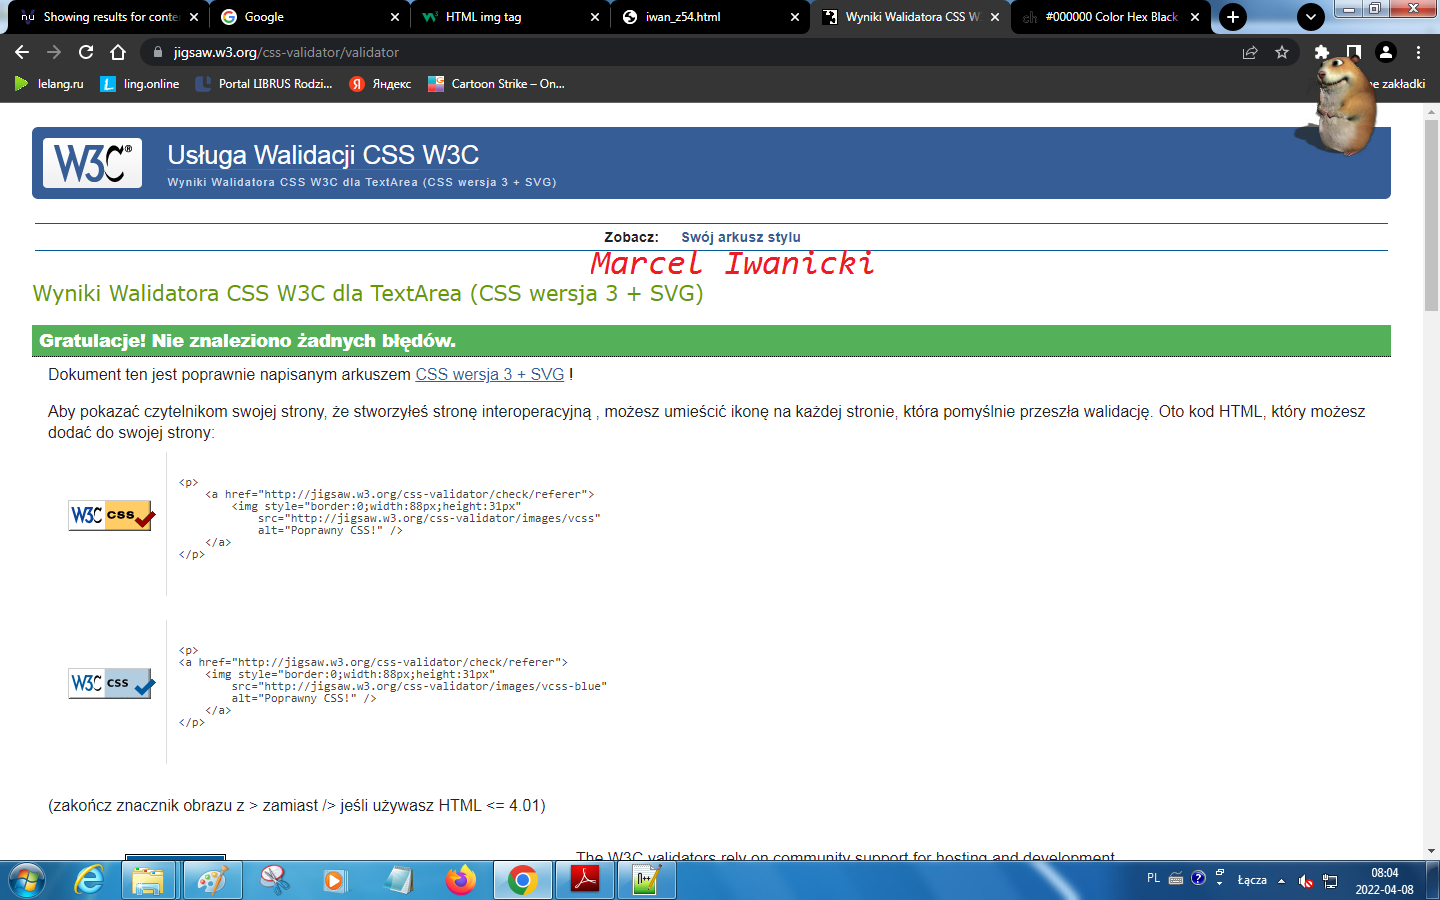 Showing results for conte
Google
HTML img tag
iwan_z54.html
Wyniki Walidatora CSS W
#000000 Color Hex Black
jigsaw.w3.org/css-validator/validator
lelang.ru
ling.online
Portal LIBRUS Rodzi...
Яндекс
Cartoon Strike – On...
ne zakładki
W3C®
Usługa Walidacji CSS W3C
Wyniki Walidatora CSS W3C dla TextArea (CSS wersja 3 + SVG)
Zobacz: Swój arkusz stylu
Marcel Iwanicki
Wyniki Walidatora CSS W3C dla TextArea (CSS wersja 3 + SVG)
Gratulacje! Nie znaleziono żadnych błędów.
Dokument ten jest poprawnie napisanym arkuszem CSS wersja 3 + SVG !
Aby pokazać czytelnikom swojej strony, że stworzyłeś stronę interoperacyjną , możesz umieścić ikonę na każdej stronie, która pomyślnie przeszła walidację. Oto kod HTML, który możesz
dodać do swojej strony:
W3C css
<p>
<a href="http://jigsaw.w3.org/css-validator/check/referer">
<img style="border:0;width:88px;height:31px"
src="http://jigsaw.w3.org/css-validator/images/vcss"
alt="Poprawny CSS!" />
</a>
</p>
W3C css
<p>
<a href="http://jigsaw.w3.org/css-validator/check/referer">
<img style="border:0;width:88px;height:31px"
src="http://jigsaw.w3.org/css-validator/images/vcss-blue"
alt="Poprawny CSS!" />
</a>
</p>
(zakończ znacznik obrazu z > zamiast /> jeśli używasz HTML <= 4.01)
The W3C validators rely on community support for hosting and development.
PL
Łącza
08:04
2022-04-08